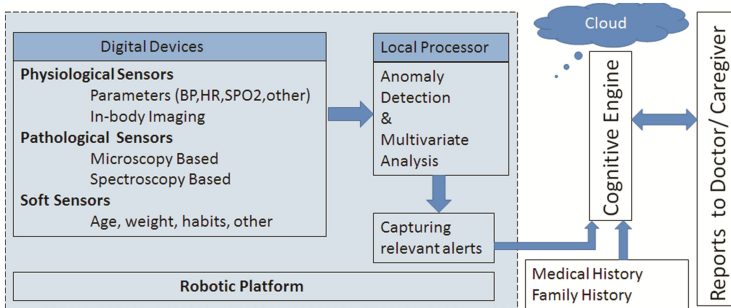 Digital Devices
Physiological Sensors
Parameters (BP,HR,SPO2,other)
In-body Imaging
Pathological Sensors
Microscopy Based
Spectroscopy Based
Soft Sensors
Age, weight, habits, other
Local Processor
Anomaly
Detection
&
Multivariate
Analysis
Capturing
relevant alerts
Robotic Platform
Cloud
Cognitive Engine
Medical History
Family History
Reports to Doctor/ Caregiver